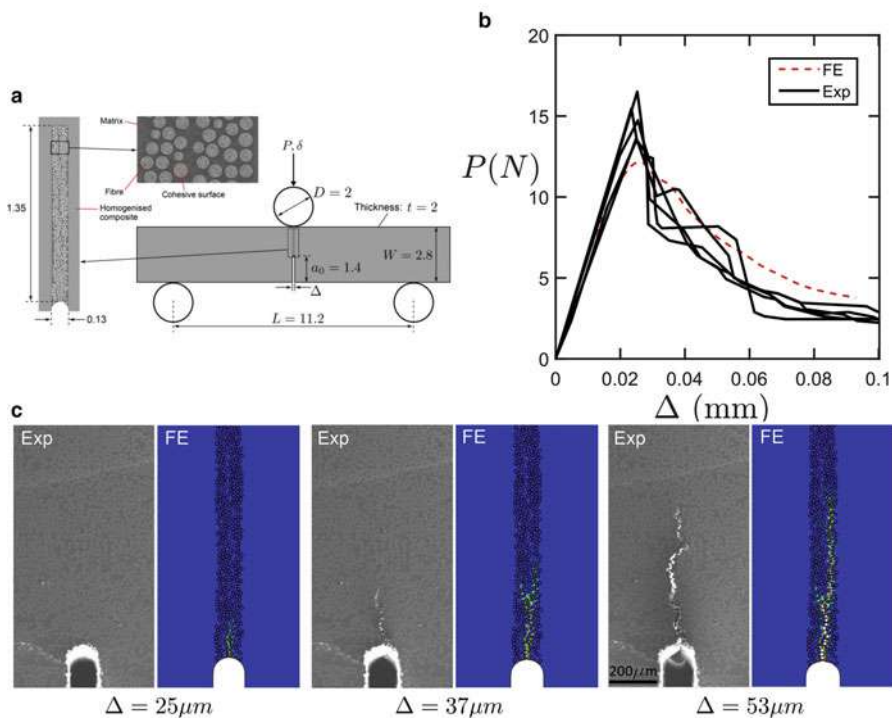 a
Matrix
Fibre
Cohesive surface
Homogenised
composite
1.35
0.13
P, δ
D = 2
Thickness: t = 2
W = 2.8
a₀ = 1.4
Δ
L = 11.2
b
FE
Exp
P(N)
20
15
10
5
0
0 0.02 0.04 0.06 0.08 0.1
Δ (mm)
c
Exp FE Exp FE Exp FE
200μm
Δ = 25μm Δ = 37μm Δ = 53μm